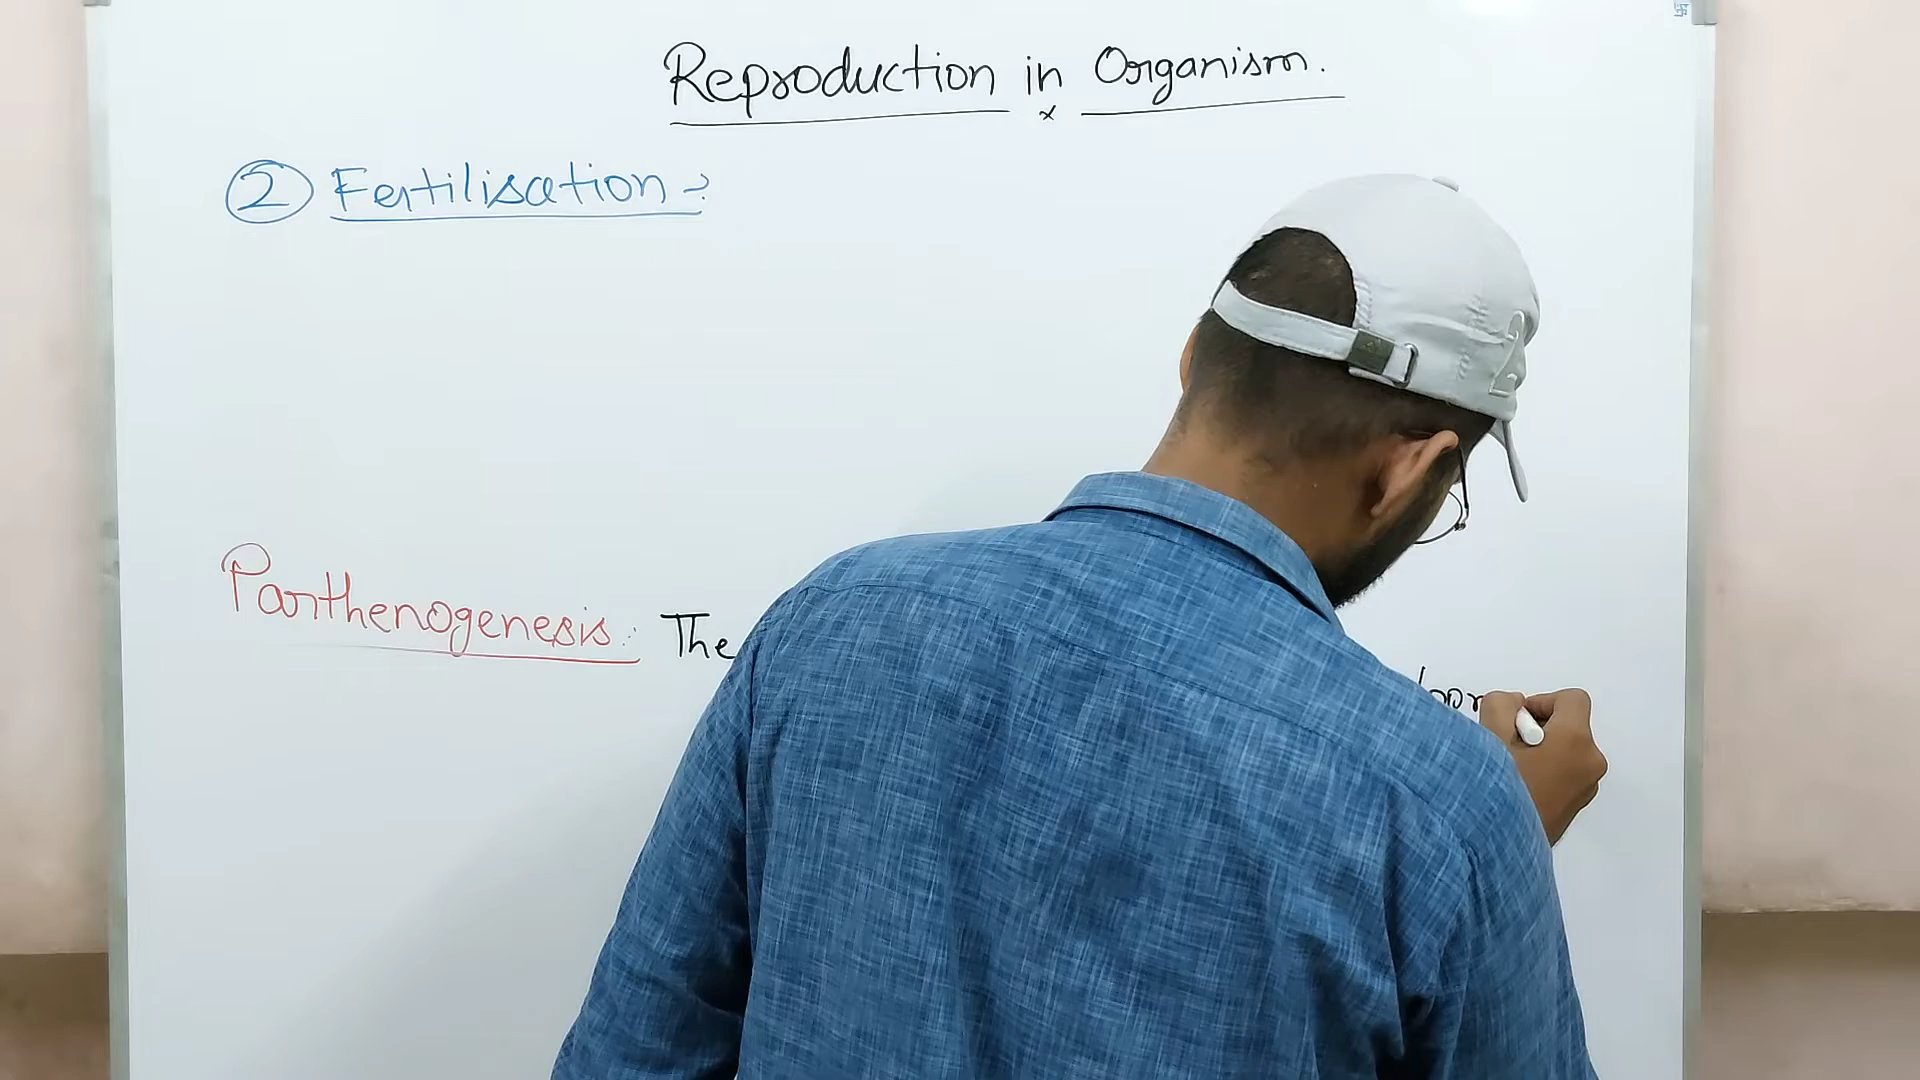 Reproduction in Organism.
x
② Fertilisation :
Parthenogenesis : The